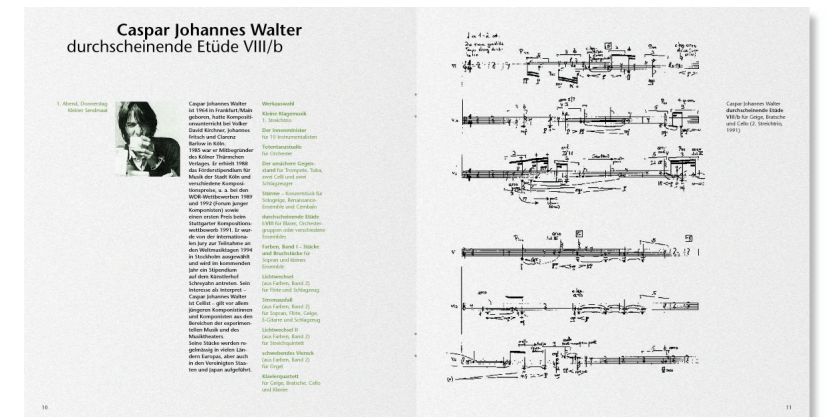 Caspar Johannes Walter
durchscheinende Etüde VIII/b
1. Abend, Donnerstag
Kleiner Sendesaal
Caspar Johannes Walter
ist 1964 in Frankfurt/Main
geboren, hatte Kompositi-
onsunterricht bei Volker
David Kirchner, Johannes
Fritsch und Clarenz
Barlow in Köln.
1985 war er Mitbegründer
des Kölner Thürmchen
Verlages. Er erhielt 1988
das Förderstipendium für
Musik der Stadt Köln und
verschiedene Komposi-
tionspreise, u. a. bei den
WDR-Wettbewerben 1989
und 1992 (Forum junger
Komponisten) sowie
einen ersten Preis beim
Stuttgarter Kompositions-
wettbewerb 1991. Er wur-
de von der internationa-
len Jury zur Teilnahme an
den Weltmusiktagen 1994
in Stockholm ausgewählt
und wird im kommenden
Jahr ein Stipendium
auf dem Künstlerhof
Schreyahn antreten. Sein
Interesse als Interpret –
Caspar Johannes Walter
ist Cellist – gilt vor allem
jüngeren Komponistinnen
und Komponisten aus den
Bereichen der experimen-
tellen Musik und des
Musiktheaters.
Seine Stücke werden re-
gelmässig in vielen Län-
dern Europas, aber auch
in den Vereinigten Staa-
ten und Japan aufgeführt.
Werkauswahl
Kleine Klagemusik
1. Streichtrio
Der Innenminister
für 10 Instrumentalisten
Totentanzstudie
für Orchester
Der unsichere Gegen-
stand für Trompete, Tuba,
zwei Celli und zwei
Schlagzeuger
Stürme – Konzertstück für
Sologeige, Renaissance-
Ensemble und Cembalo
durchscheinende Etüde
I-VIII für Bläser, Orchester-
gruppen oder verschiedene
Ensembles
Farben, Band I – Stücke
und Bruchstücke für
Sopran und kleines
Ensemble
Lichtwechsel
(aus Farben, Band 2)
für Flöte und Schlagzeug
Stromausfall
(aus Farben, Band 2)
für Sopran, Flöte, Geige,
E-Gitarre und Schlagzeug
Lichtwechsel II
(aus Farben, Band 2)
für Streichquintett
schwebendes Vierteck
(aus Farben, Band 2)
für Orgel
Klavierquartett
für Geige, Bratsche, Cello
und Klavier
10
Caspar Johannes Walter
durchscheinende Etüde
VIII/b für Geige, Bratsche
und Cello (2. Streichtrio,
1991)
11